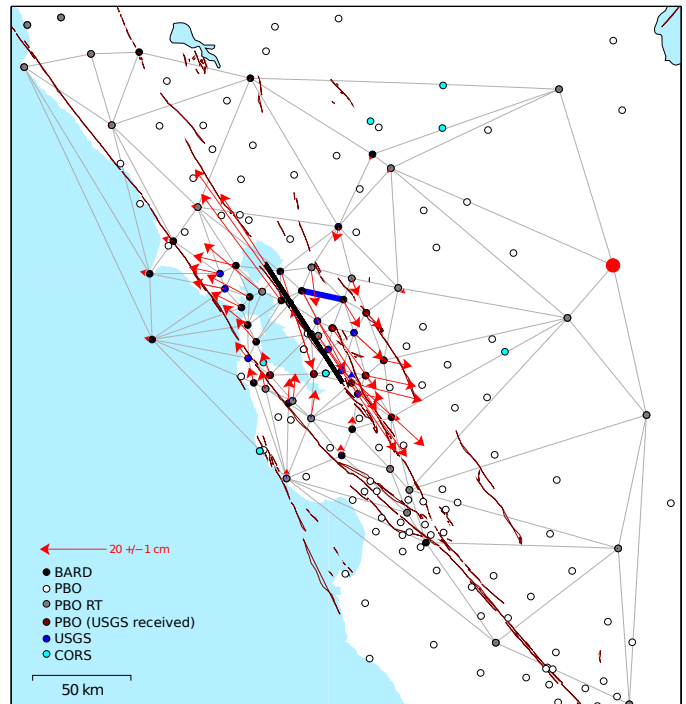 20 +/−1 cm
BARD
PBO
PBO RT
PBO (USGS received)
USGS
CORS
50 km